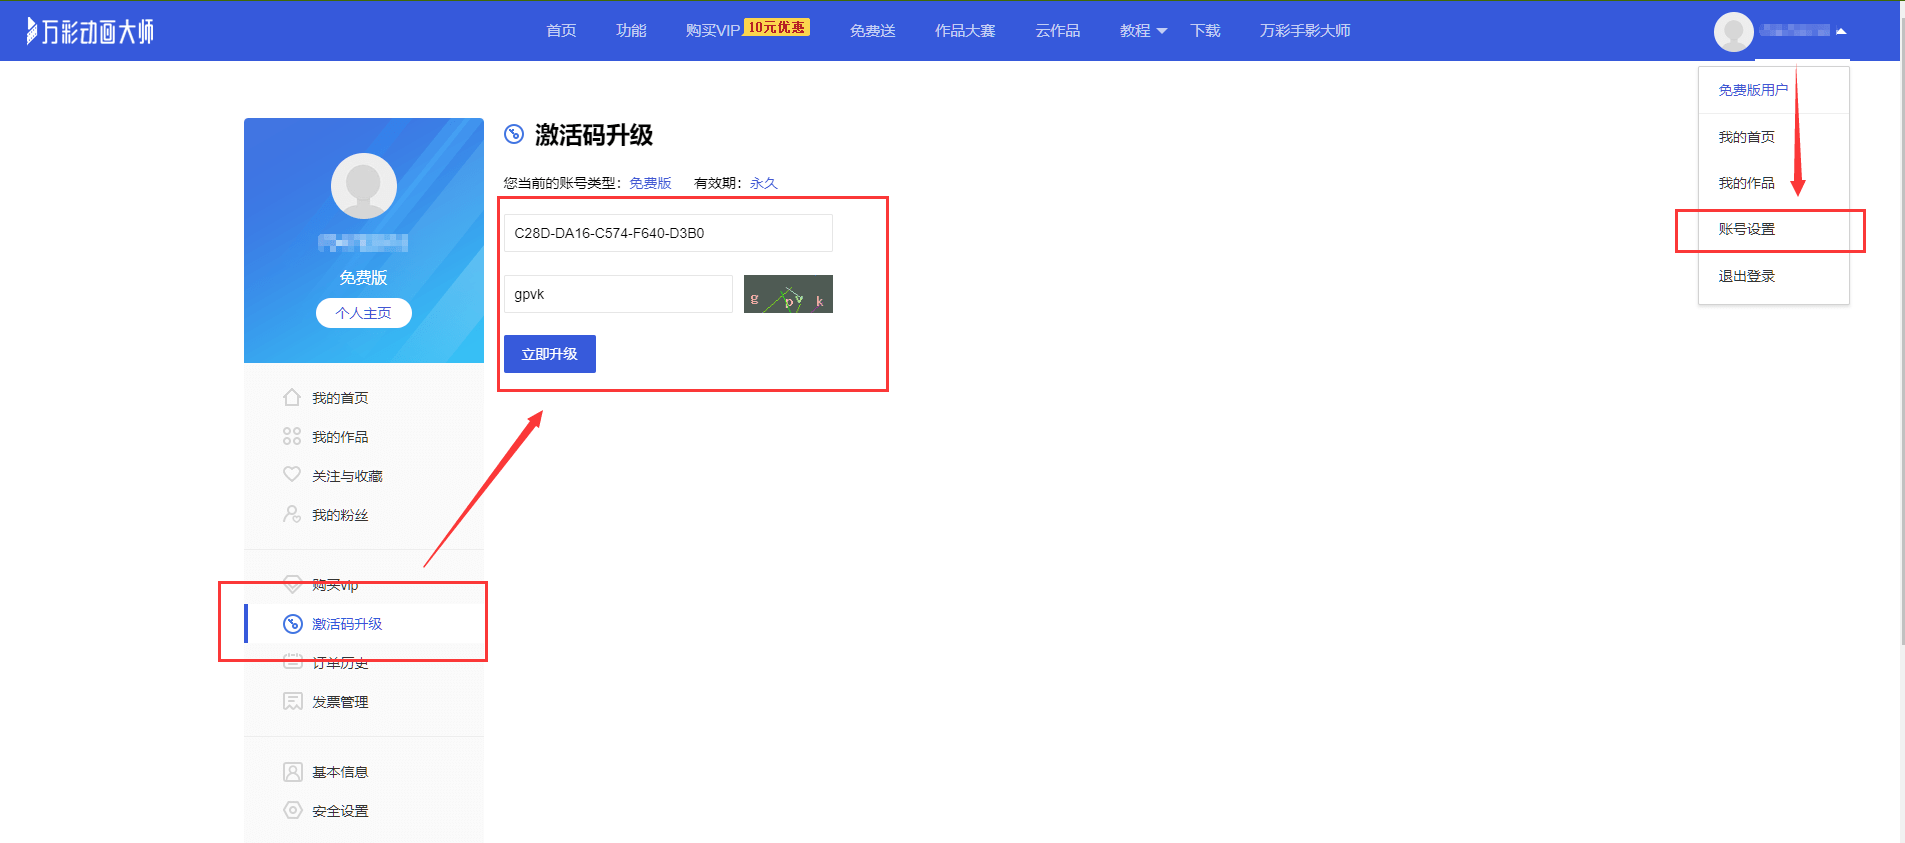 万彩动画大师
首页 功能 购买VIP 10元优惠 免费送 作品大赛 云作品 教程 下载 万彩手影大师
免费版用户
我的首页
我的作品
账号设置
退出登录
免费版
个人主页
我的首页
我的作品
关注与收藏
我的粉丝
购买vip
激活码升级
订单历史
发票管理
基本信息
安全设置
激活码升级
您当前的账号类型：免费版 有效期：永久
C28D-DA16-C574-F640-D3B0
gpvk
g p v k
立即升级